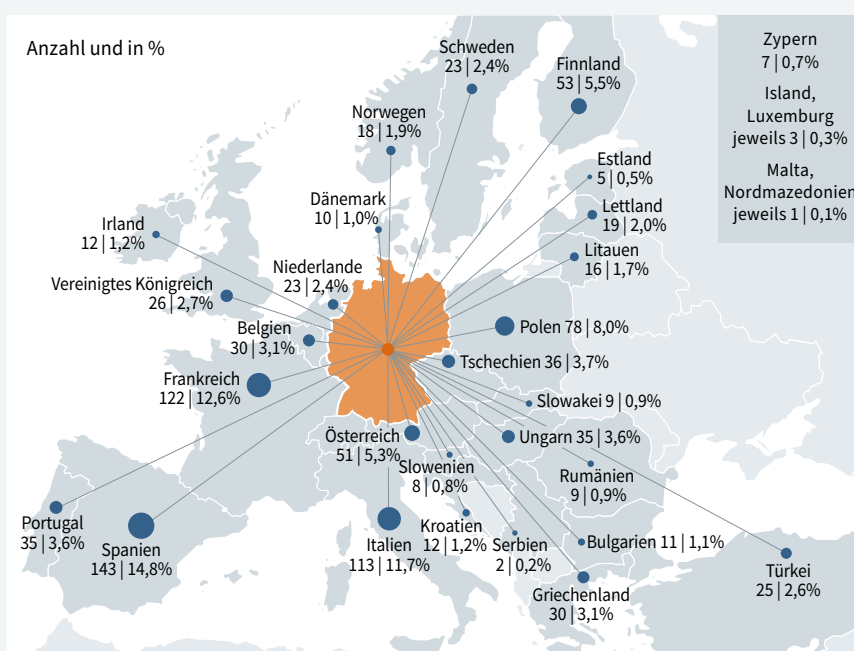 Anzahl und in %
Zypern
7 | 0,7%
Island,
Luxemburg
jeweils 3 | 0,3%
Malta,
Nordmazedonien
jeweils 1 | 0,1%
Schweden
23 | 2,4%
Finnland
53 | 5,5%
Norwegen
18 | 1,9%
Estland
5 | 0,5%
Dänemark
10 | 1,0%
Lettland
19 | 2,0%
Irland
12 | 1,2%
Litauen
16 | 1,7%
Niederlande
23 | 2,4%
Vereinigtes Königreich
26 | 2,7%
Belgien
30 | 3,1%
Polen 78 | 8,0%
Tschechien 36 | 3,7%
Frankreich
122 | 12,6%
Slowakei 9 | 0,9%
Österreich
51 | 5,3%
Ungarn 35 | 3,6%
Slowenien
8 | 0,8%
Rumänien
9 | 0,9%
Portugal
35 | 3,6%
Spanien
143 | 14,8%
Italien
113 | 11,7%
Kroatien
12 | 1,2%
Serbien
2 | 0,2%
Bulgarien 11 | 1,1%
Griechenland
30 | 3,1%
Türkei
25 | 2,6%